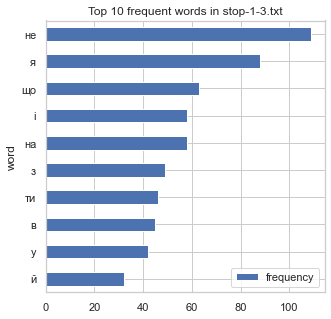 Top 10 frequent words in stop-1-3.txt
не
я
що
і
на
з
ти
в
у
й
word
0 20 40 60 80 100
frequency